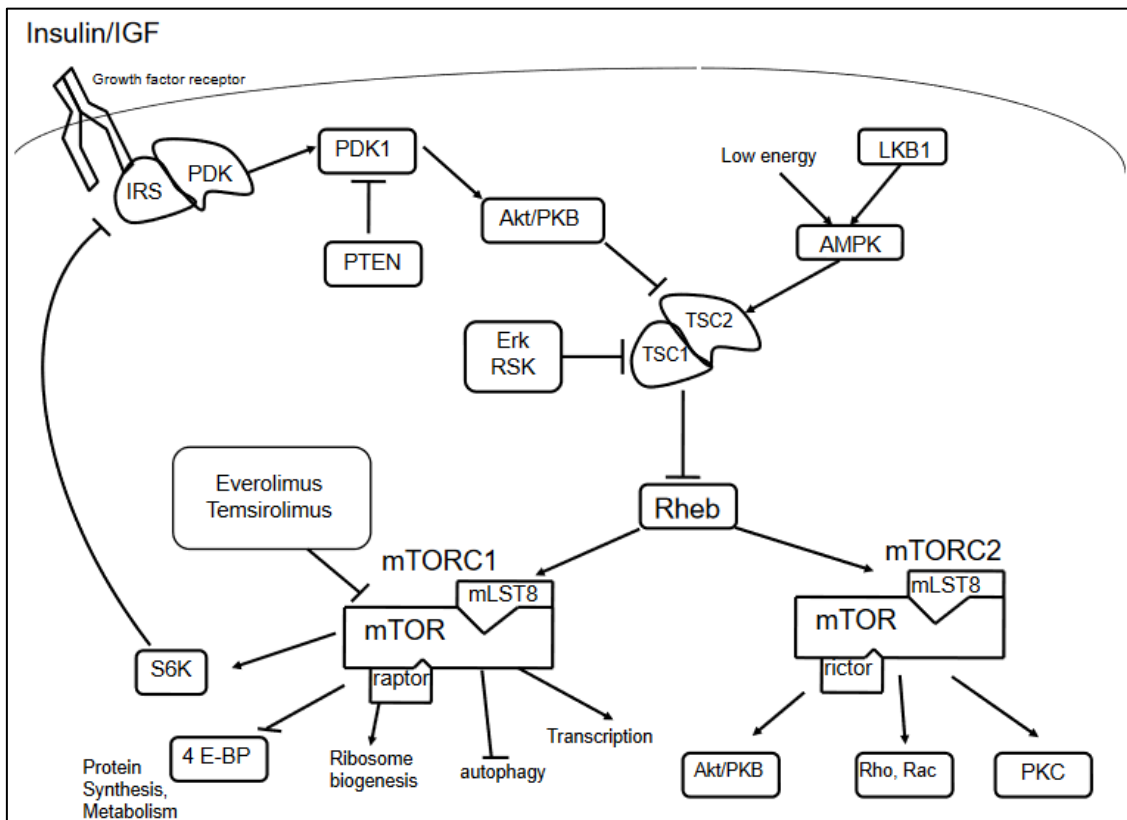 Insulin/IGF
Growth factor receptor
IRS
PDK
PDK1
PTEN
Akt/PKB
Low energy
LKB1
AMPK
TSC2
TSC1
Erk
RSK
Everolimus
Temsirolimus
Rheb
mTORC1
mLST8
mTOR
raptor
mTORC2
mLST8
mTOR
rictor
S6K
4 E-BP
Protein
Synthesis,
Metabolism
Ribosome
biogenesis
autophagy
Transcription
Akt/PKB
Rho, Rac
PKC